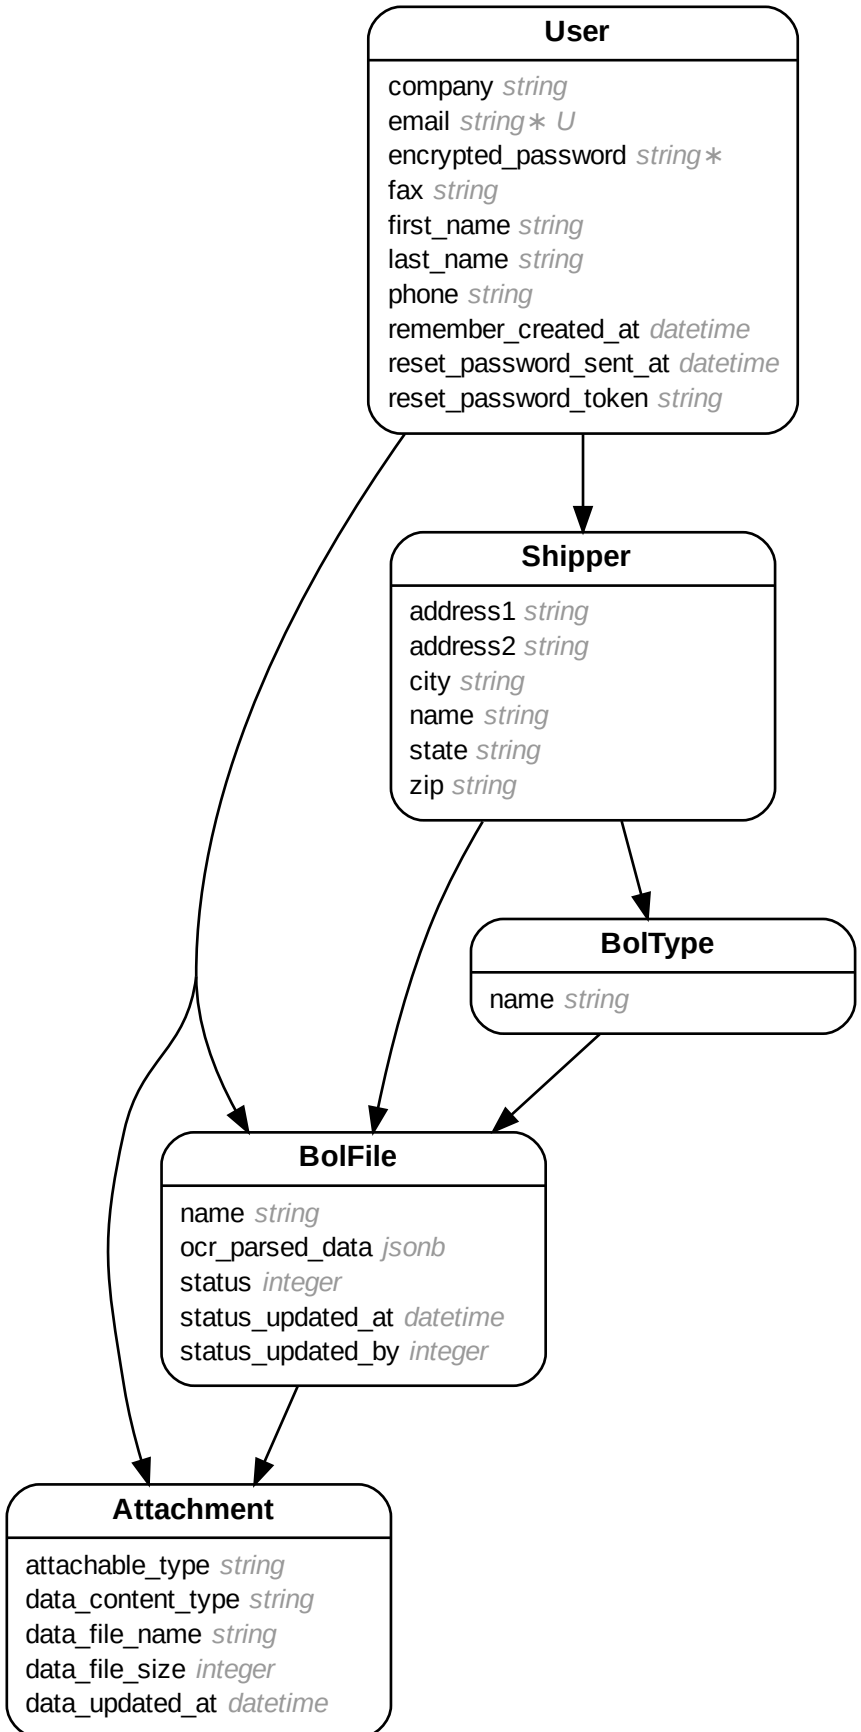 User
company string
email string∗ U
encrypted_password string∗
fax string
first_name string
last_name string
phone string
remember_created_at datetime
reset_password_sent_at datetime
reset_password_token string
Shipper
address1 string
address2 string
city string
name string
state string
zip string
BolType
name string
BolFile
name string
ocr_parsed_data jsonb
status integer
status_updated_at datetime
status_updated_by integer
Attachment
attachable_type string
data_content_type string
data_file_name string
data_file_size integer
data_updated_at datetime